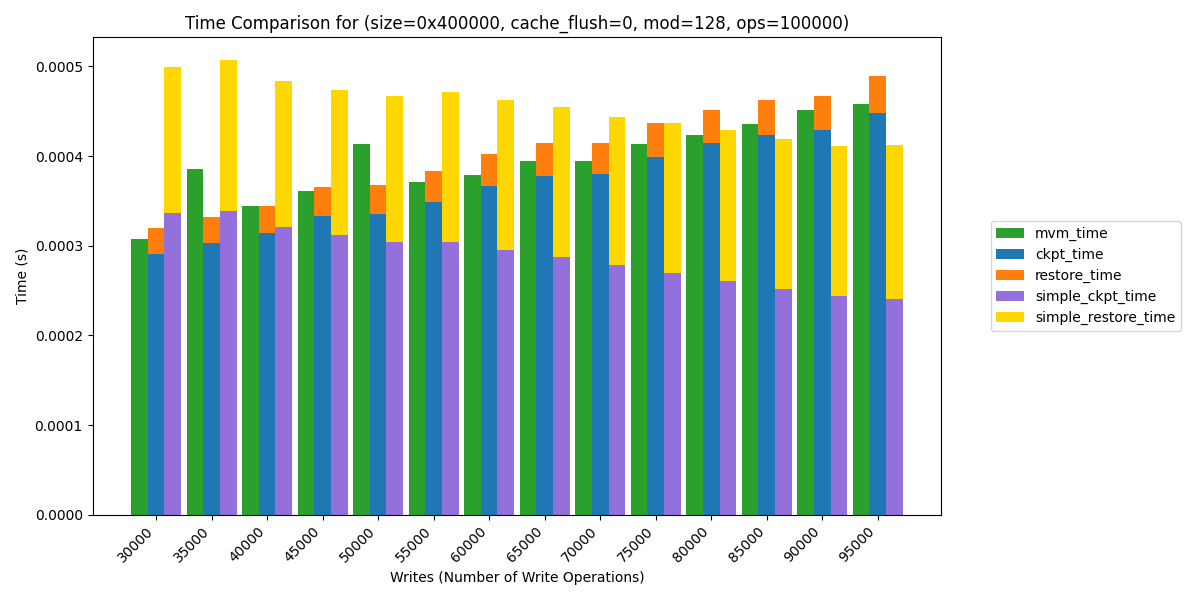 Time Comparison for (size=0x400000, cache_flush=0, mod=128, ops=100000)
Time (s)
0.0005
0.0004
0.0003
0.0002
0.0001
0.0000
30000
35000
40000
45000
50000
55000
60000
65000
70000
75000
80000
85000
90000
95000
Writes (Number of Write Operations)
mvm_time
ckpt_time
restore_time
simple_ckpt_time
simple_restore_time